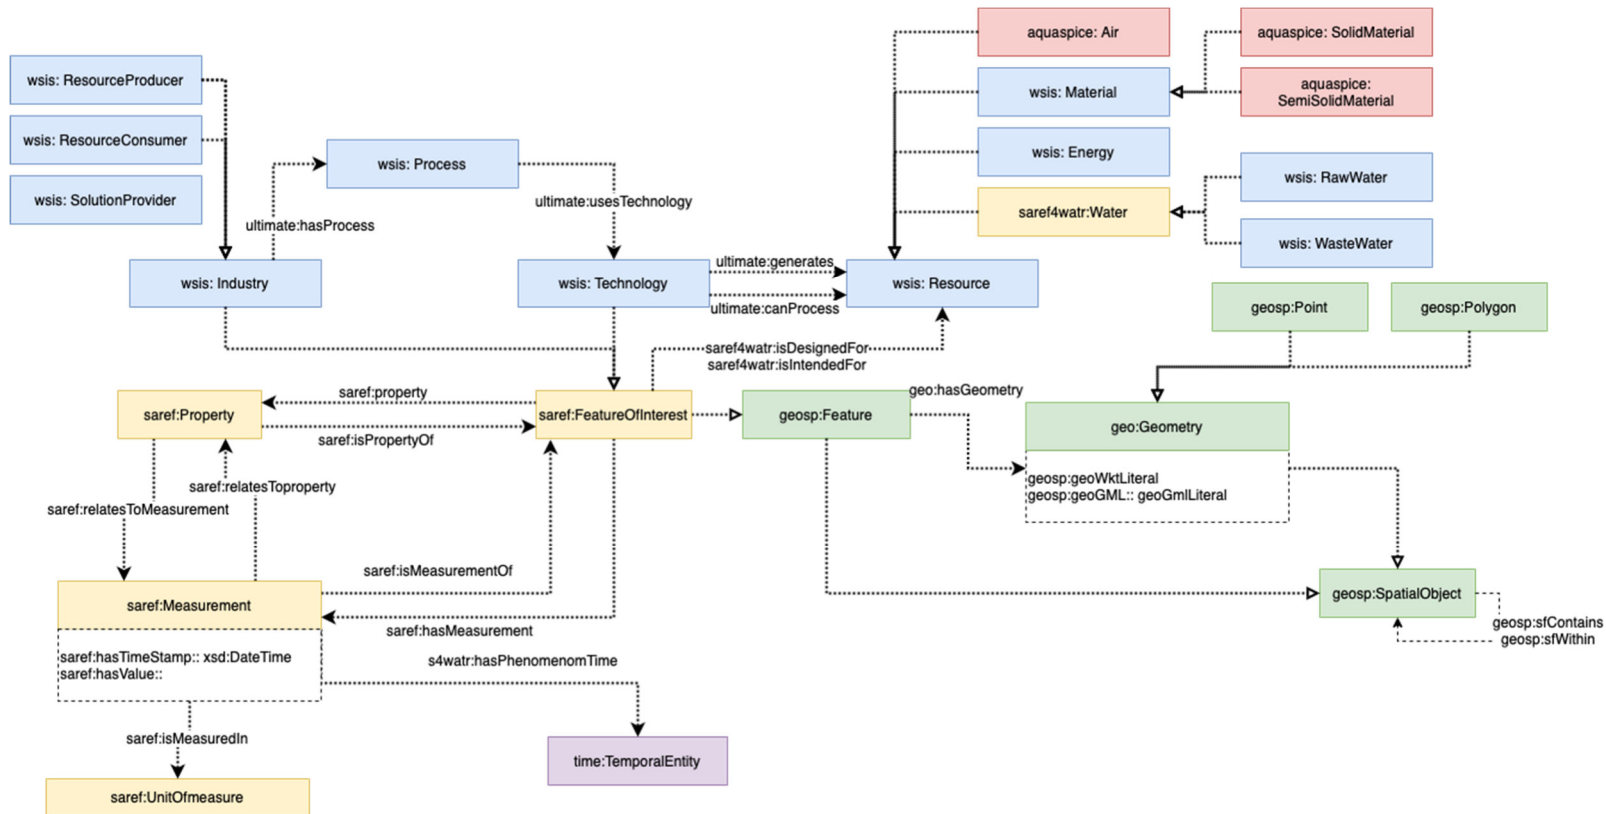 aquaspice: Air
aquaspice: SolidMaterial
wsis: ResourceProducer
wsis: Material
aquaspice:
SemiSolidMaterial
wsis: ResourceConsumer
wsis: Process
wsis: Energy
wsis: RawWater
wsis: SolutionProvider
ultimate:usesTechnology
saref4watr:Water
ultimate:hasProcess
wsis: WasteWater
wsis: Industry
wsis: Technology
ultimate:generates
wsis: Resource
ultimate:canProcess
geosp:Point
geosp:Polygon
saref4watr:isDesignedFor
saref4watr:isIntendedFor
saref:Property
saref:property
saref:isPropertyOf
saref:FeatureOfInterest
geosp:Feature
geo:hasGeometry
geo:Geometry
geosp:geoWktLiteral
geosp:geoGML:: geoGmlLiteral
saref:relatesToproperty
saref:relatesToMeasurement
saref:isMeasurementOf
saref:Measurement
saref:hasMeasurement
geosp:SpatialObject
geosp:sfContains
geosp:sfWithin
saref:hasTimeStamp:: xsd:DateTime
saref:hasValue::
s4watr:hasPhenomenomTime
saref:isMeasuredIn
time:TemporalEntity
saref:UnitOfmeasure